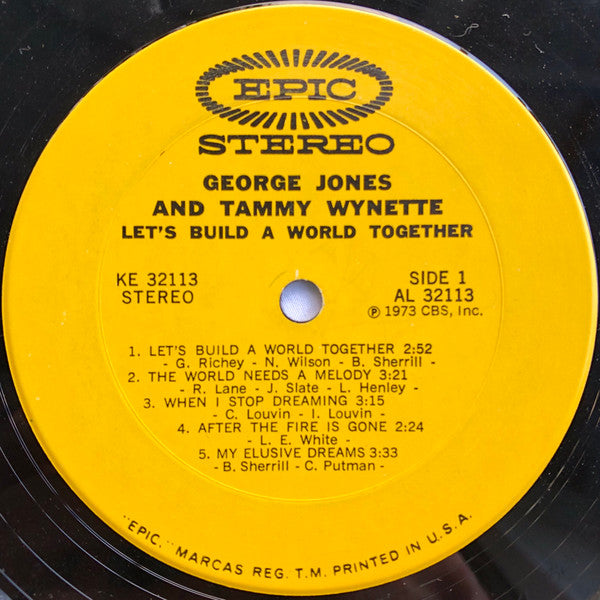 EPIC
STEREO
GEORGE JONES
AND TAMMY WYNETTE
LET'S BUILD A WORLD TOGETHER
KE 32113
STEREO
SIDE 1
AL 32113
Ⓟ 1973 CBS, Inc.
1. LET'S BUILD A WORLD TOGETHER 2:52
- G. Richey - N. Wilson - B. Sherrill -
2. THE WORLD NEEDS A MELODY 3:21
- R. Lane - J. Slate - L. Henley -
3. WHEN I STOP DREAMING 3:15
- C. Louvin - I. Louvin -
4. AFTER THE FIRE IS GONE 2:24
- L. E. White -
5. MY ELUSIVE DREAMS 3:33
- B. Sherrill - C. Putman -
"EPIC," MARCAS REG. T.M. PRINTED IN U.S.A.